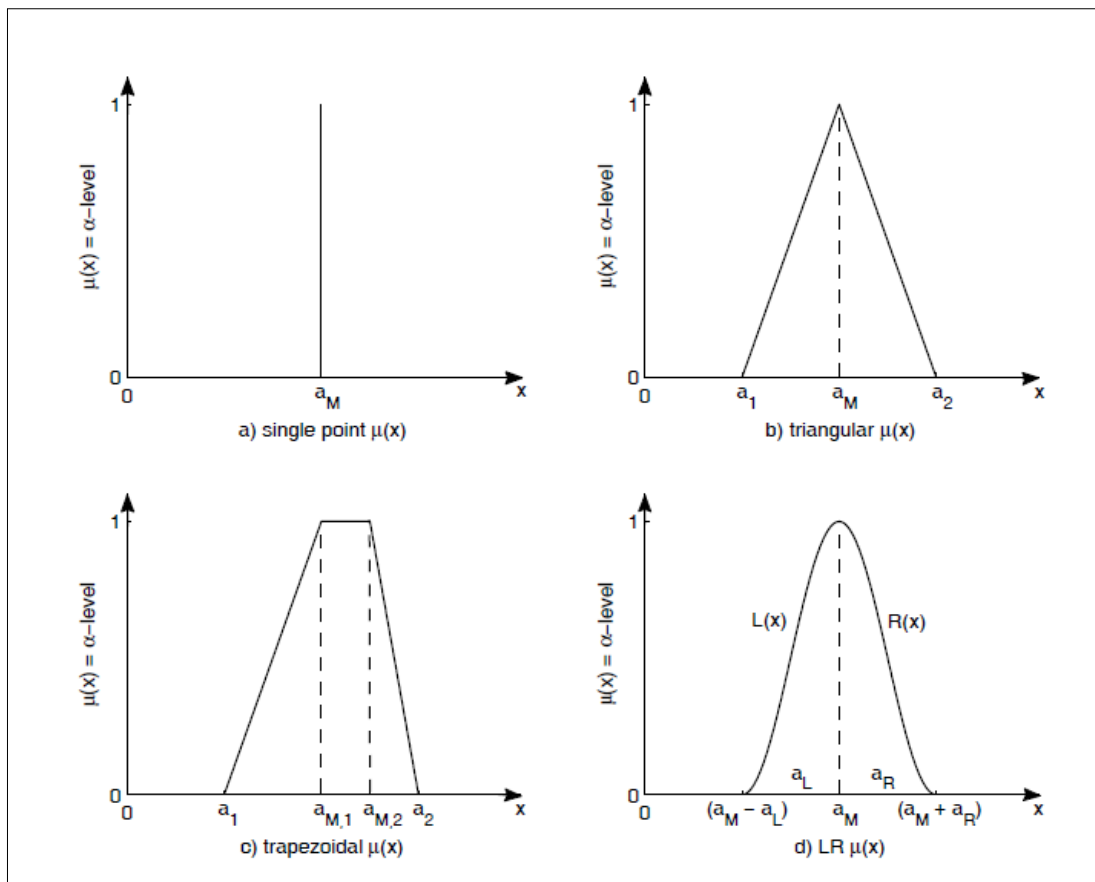 1
μ(x) = α–level
0
0
a_M
x
a) single point μ(x)
1
μ(x) = α–level
0
0
a_1
a_M
a_2
x
b) triangular μ(x)
1
μ(x) = α–level
0
0
a_1
a_M,1
a_M,2
a_2
x
c) trapezoidal μ(x)
1
μ(x) = α–level
L(x)
R(x)
a_L
a_R
0
0
(a_M – a_L)
a_M
(a_M + a_R)
x
d) LR μ(x)